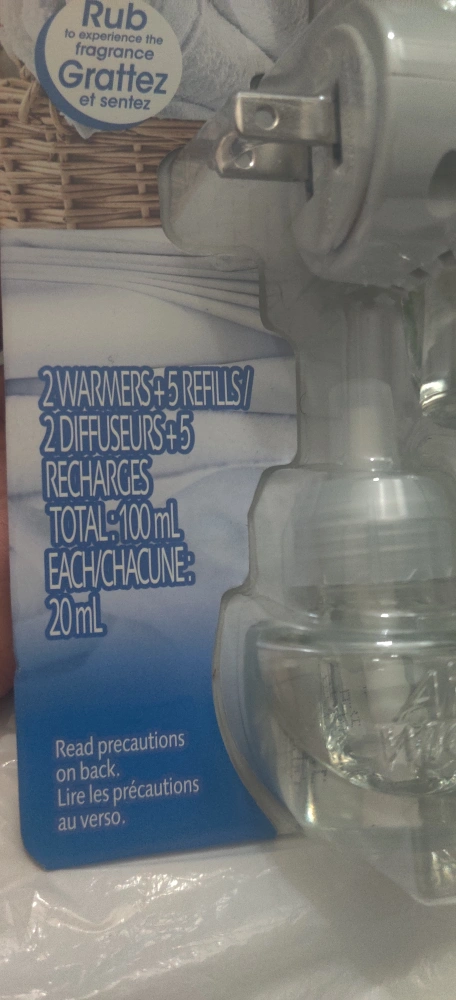 Rub
to experience the
fragrance
Grattez
et sentez
2 WARMERS + 5 REFILLS /
2 DIFFUSEURS + 5
RECHARGES
TOTAL : 100 mL
EACH/CHACUNE :
20 mL
Read precautions
on back.
Lire les précautions
au verso.